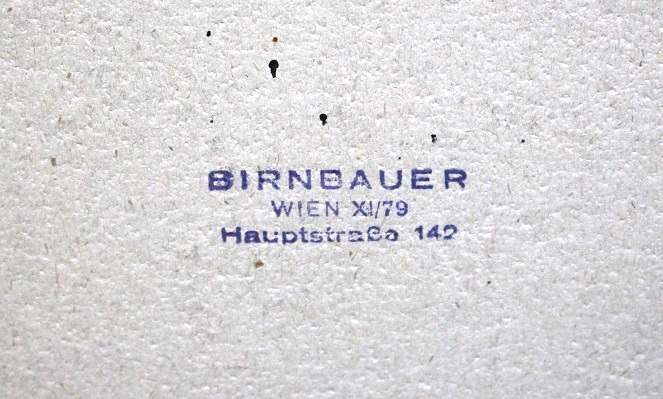 BIRNBAUER
WIEN XI/79
Hauptstraße 142